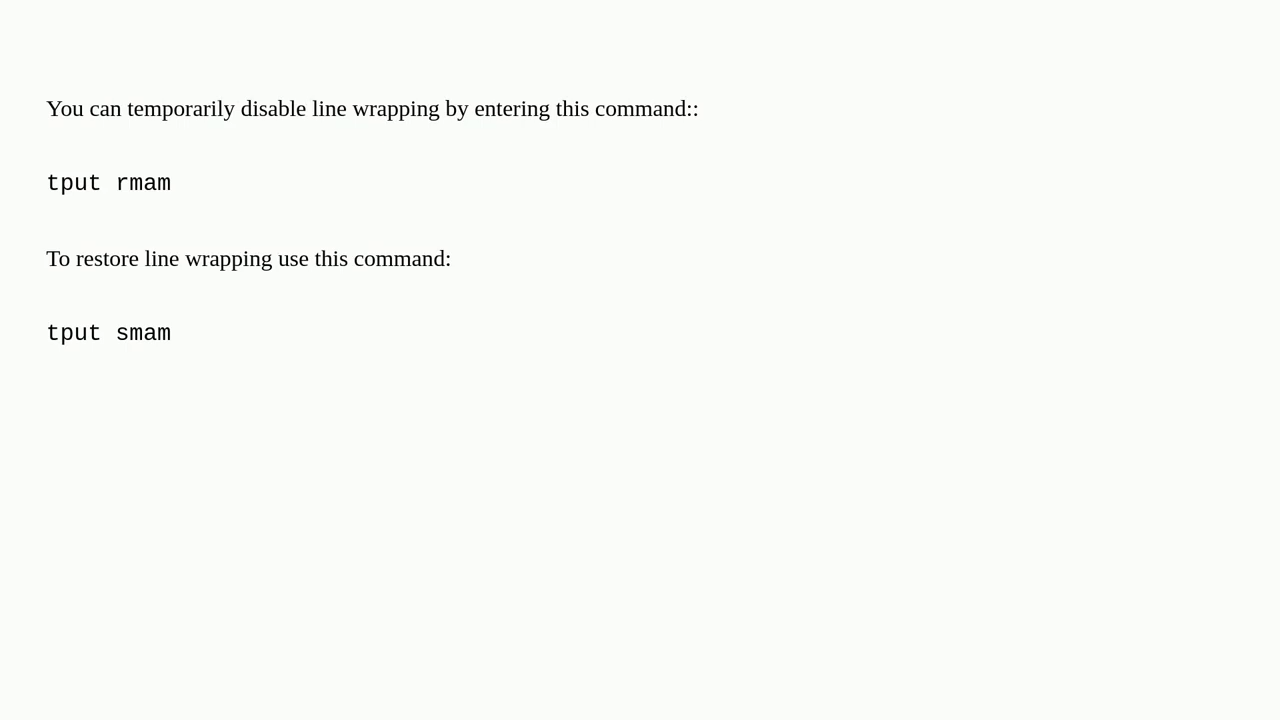 You can temporarily disable line wrapping by entering this command::
tput rmam
To restore line wrapping use this command:
tput smam